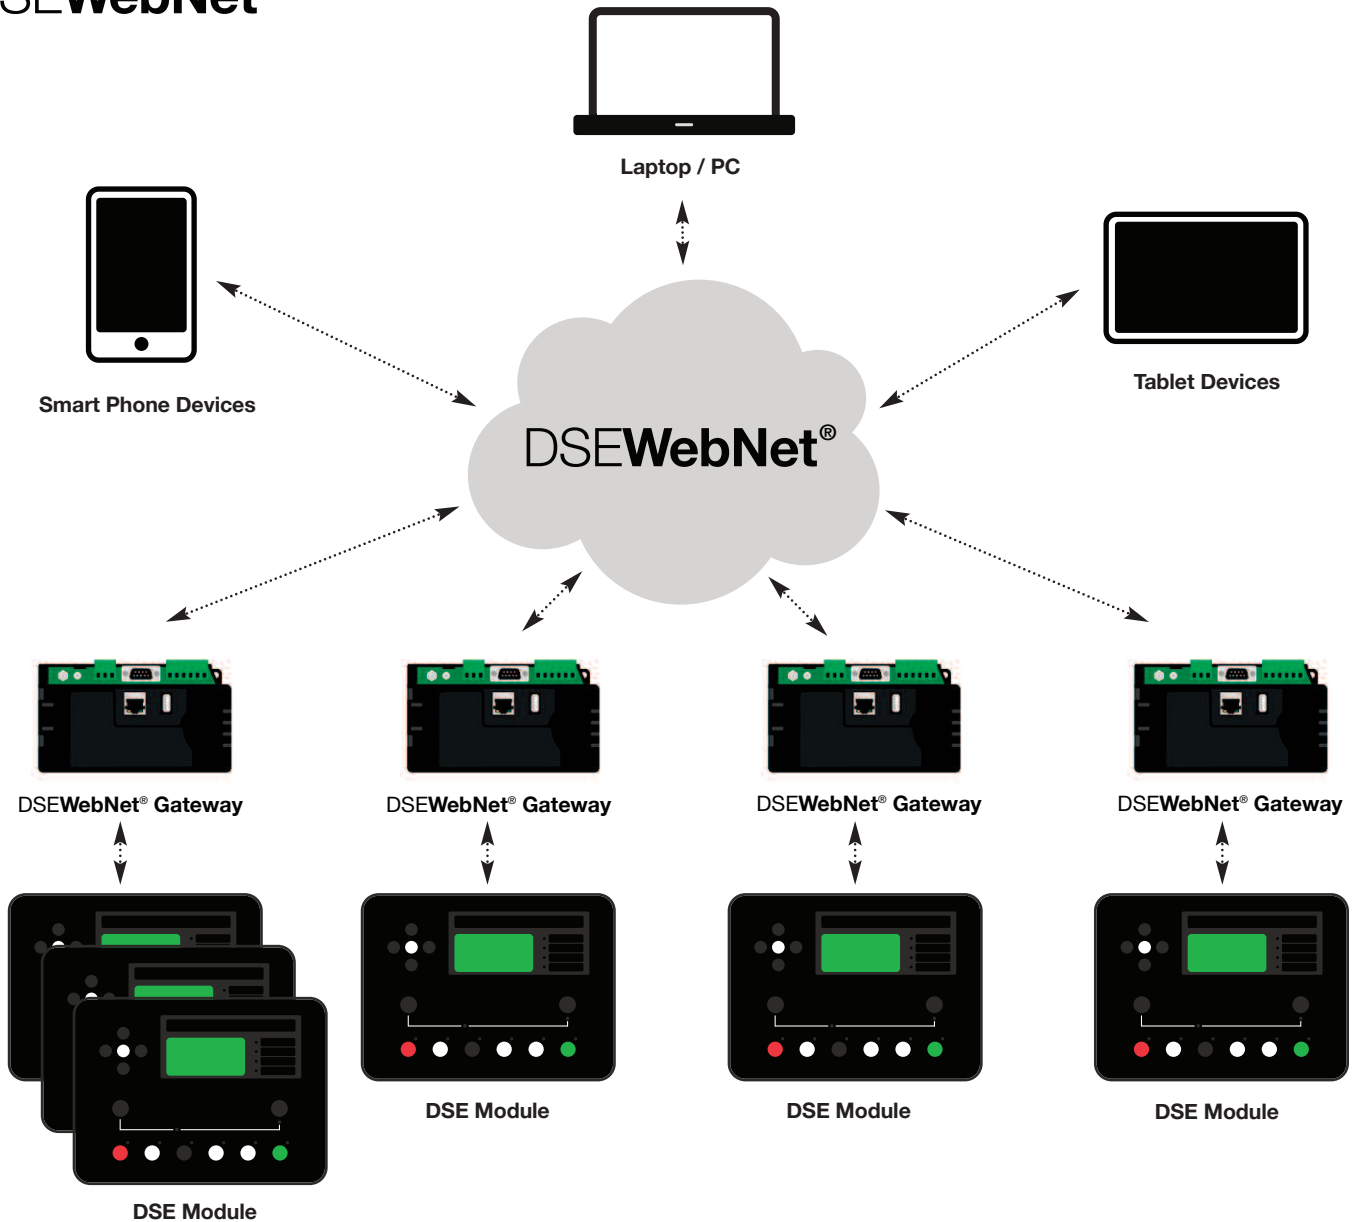 DSEWebNet
Laptop / PC
Smart Phone Devices
Tablet Devices
DSEWebNet®
DSEWebNet® Gateway
DSEWebNet® Gateway
DSEWebNet® Gateway
DSEWebNet® Gateway
DSE Module
DSE Module
DSE Module
DSE Module